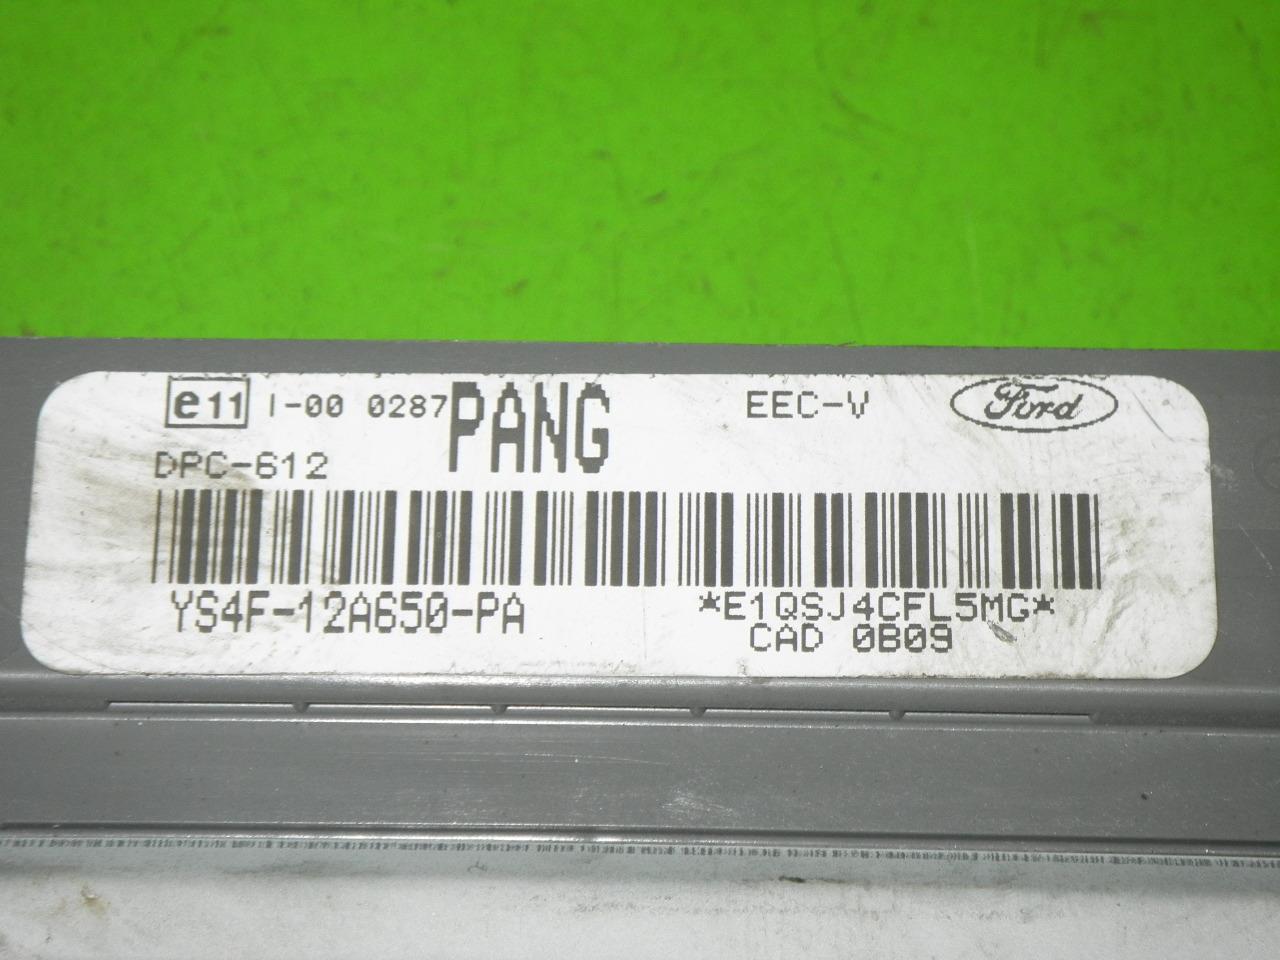 e11 I-00 0287 PANG EEC-V Ford
DPC-612
YS4F-12A650-PA *E1QSJ4CFL5MG*
CAD 0B09